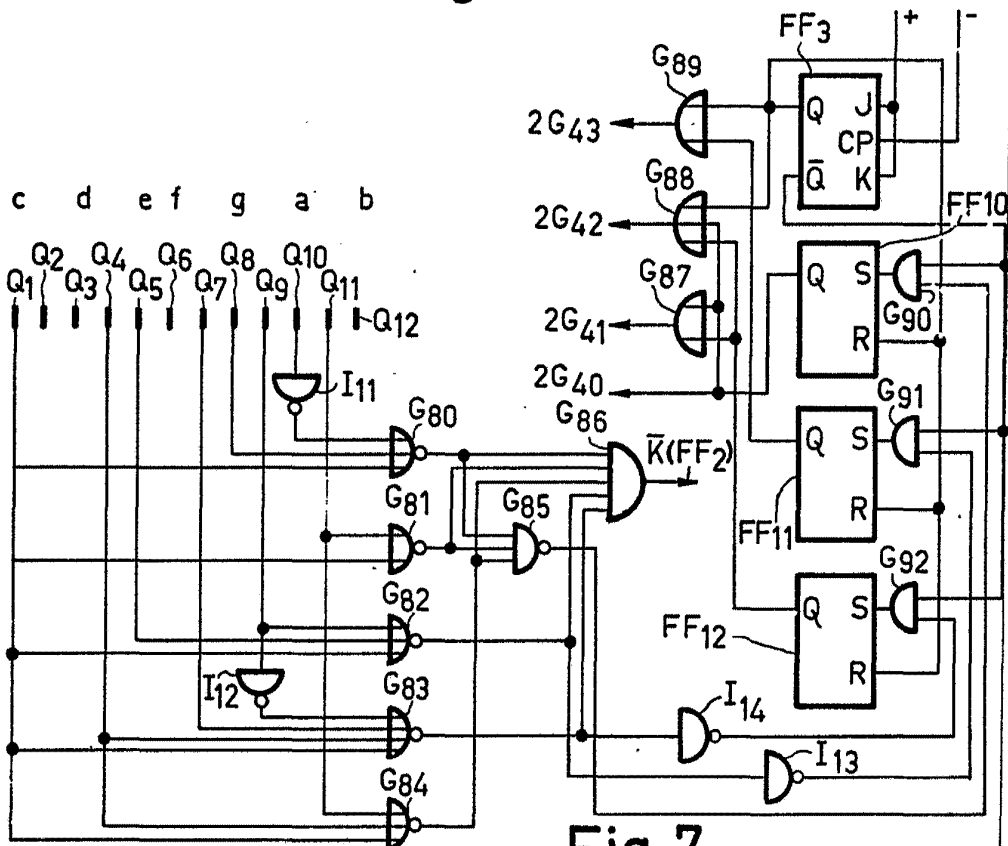 + -
FF3
G89
2G43
Q J
CP
Q̄ K
G88
2G42
c d e f g a b
FF10
G87
Q2 Q4 Q6 Q8 Q10
Q1 Q3 Q5 Q7 Q9 Q11
Q12
2G41
Q S
G90
R
I11
2G40
G80
G86
G91
K̄(FF2)
Q S
G81
G85
R
FF11
G82
G92
FF12
Q S
R
I12
G83
I14
I13
G84
Fig. 7